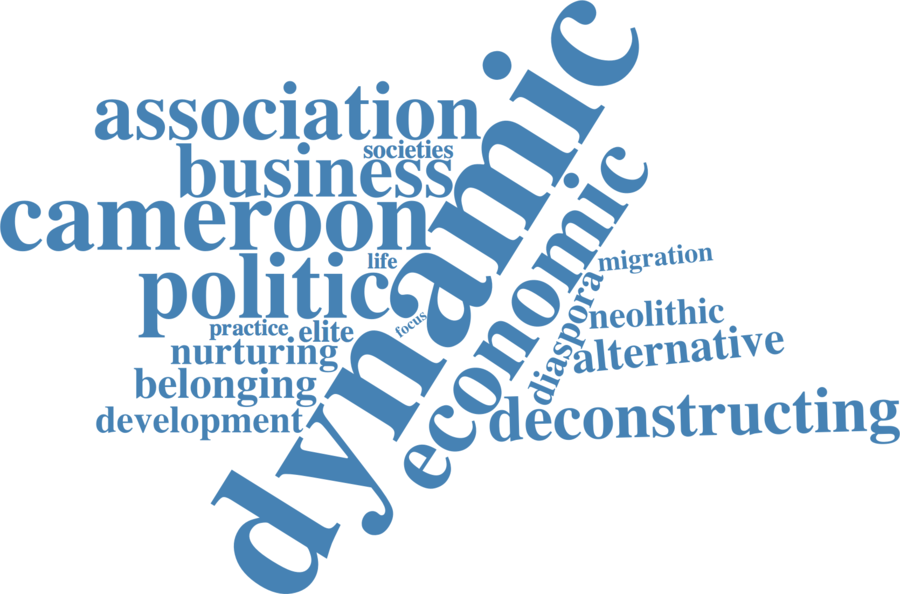 dynamic
association
societies
business
cameroon
economic
life
migration
politic
diaspora
focus
neolithic
practice
elite
alternative
nurturing
belonging
deconstructing
development